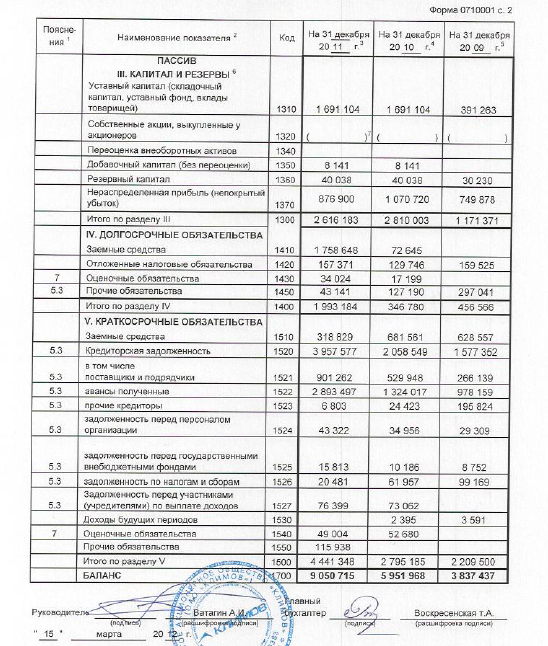 Форма 0710001 с. 2
Поясне-
ния 1 Наименование показателя 2 Код На 31 декабря 20 11 г.3 На 31 декабря 20 10 г.4 На 31 декабря 20 09 г.5
ПАССИВ
III. КАПИТАЛ И РЕЗЕРВЫ 6
Уставный капитал (складочный
капитал, уставный фонд, вклады
товарищей) 1310 1 691 104 1 691 104 391 263
Собственные акции, выкупленные у
акционеров 1320 ( )7 ( ) ( )
Переоценка внеоборотных активов 1340
Добавочный капитал (без переоценки) 1350 8 141 8 141
Резервный капитал 1360 40 038 40 038 30 230
Нераспределенная прибыль (непокрытый
убыток) 1370 876 900 1 070 720 749 878
Итого по разделу III 1300 2 616 183 2 810 003 1 171 371
IV. ДОЛГОСРОЧНЫЕ ОБЯЗАТЕЛЬСТВА
Заемные средства 1410 1 758 648 72 645
Отложенные налоговые обязательства 1420 157 371 129 746 159 525
7 Оценочные обязательства 1430 34 024 17 199
5.3 Прочие обязательства 1450 43 141 127 190 297 041
Итого по разделу IV 1400 1 993 184 346 780 456 566
V. КРАТКОСРОЧНЫЕ ОБЯЗАТЕЛЬСТВА
Заемные средства 1510 318 829 681 561 628 557
5.3 Кредиторская задолженность 1520 3 957 577 2 058 549 1 577 352
в том числе
5.3 поставщики и подрядчики 1521 901 262 529 948 266 139
5.3 авансы полученные 1522 2 893 497 1 324 017 978 159
5.3 прочие кредиторы 1523 6 803 24 423 195 824
задолженность перед персоналом
5.3 организации 1524 43 322 34 956 29 309
задолженность перед государственными
5.3 внебюджетными фондами 1525 15 813 10 186 8 752
5.3 задолженность по налогам и сборам 1526 20 481 61 957 99 169
Задолженность перед участниками
5.3 (учредителями) по выплате доходов 1527 76 399 73 062
Доходы будущих периодов 1530 2 395 3 591
7 Оценочные обязательства 1540 49 004 52 680
Прочие обязательства 1550 115 938
Итого по разделу V 1500 4 441 348 2 795 185 2 209 500
БАЛАНС 1700 9 050 715 5 951 968 3 837 437
Руководитель Ватагин А.И. Главный
бухгалтер Воскресенская Т.А.
(подпись) (расшифровка подписи) (подпись) (расшифровка подписи)
" 15 " марта 20 12 г.